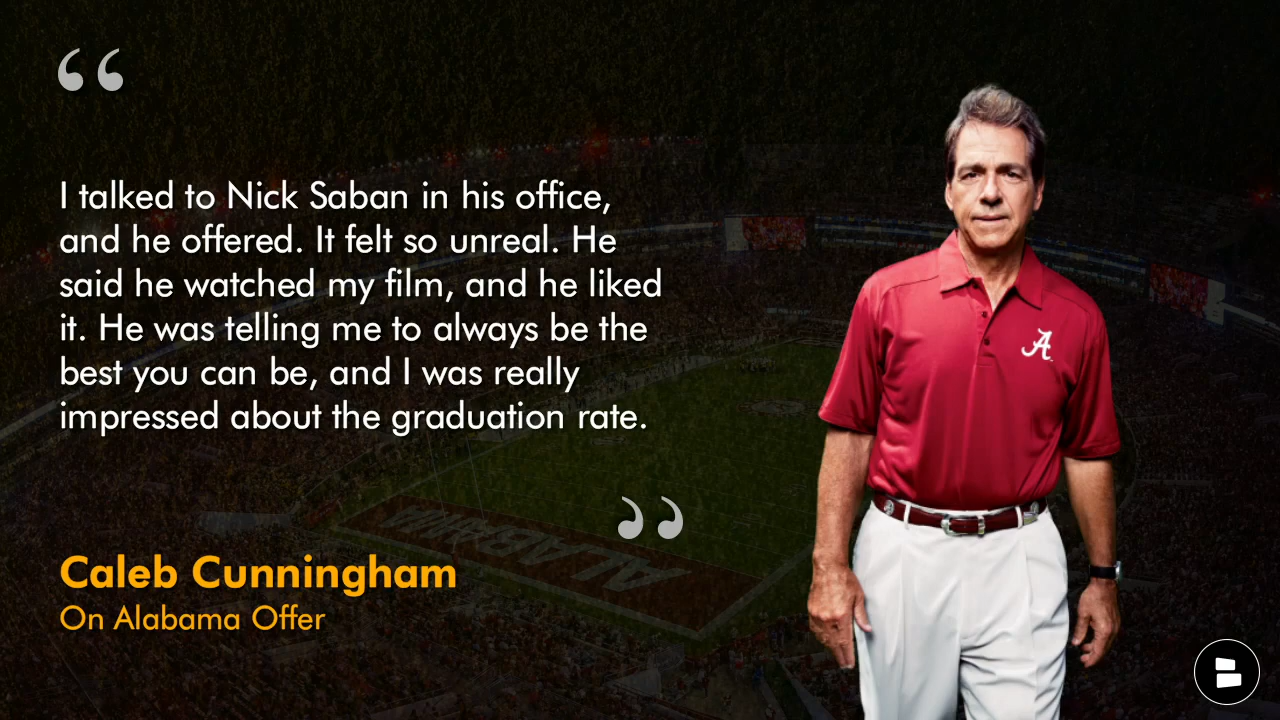 “
I talked to Nick Saban in his office,
and he offered. It felt so unreal. He
said he watched my film, and he liked
it. He was telling me to always be the
best you can be, and I was really
impressed about the graduation rate.
”
Caleb Cunningham
On Alabama Offer
A
ALABAMA